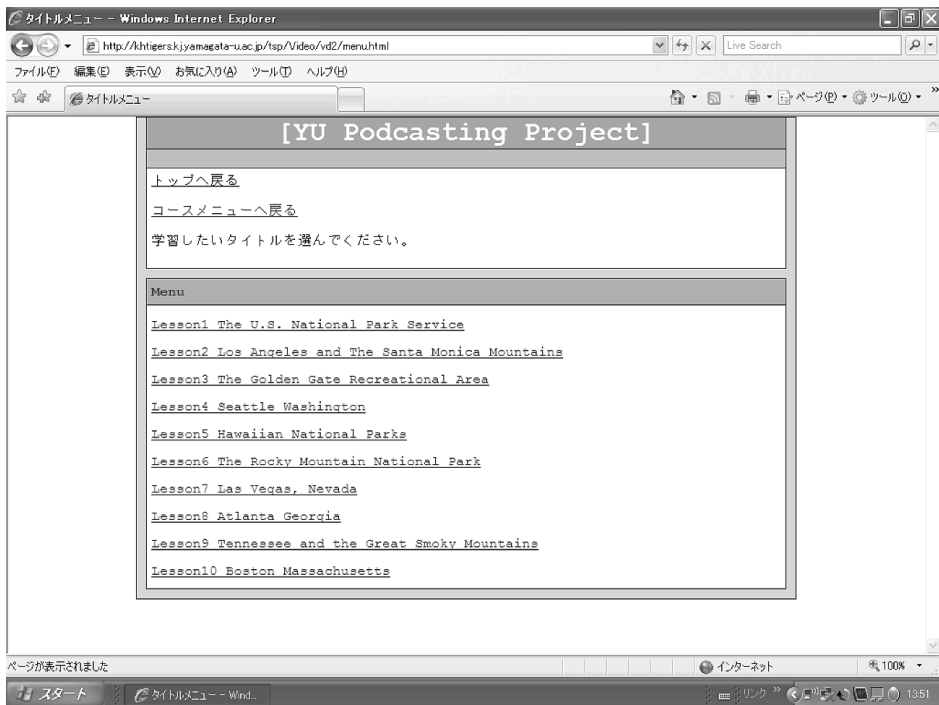 タイトルメニュー - Windows Internet Explorer
http://khtigers.kj.yamagata-u.ac.jp/tsp/Video/vd2/menu.html
Live Search
ファイル(F) 編集(E) 表示(V) お気に入り(A) ツール(T) ヘルプ(H)
タイトルメニュー
ページ(P) ツール(O)
[YU Podcasting Project]
トップへ戻る
コースメニューへ戻る
学習したいタイトルを選んでください。
Menu
Lesson1 The U.S. National Park Service
Lesson2 Los Angeles and The Santa Monica Mountains
Lesson3 The Golden Gate Recreational Area
Lesson4 Seattle Washington
Lesson5 Hawaiian National Parks
Lesson6 The Rocky Mountain National Park
Lesson7 Las Vegas, Nevada
Lesson8 Atlanta Georgia
Lesson9 Tennessee and the Great Smoky Mountains
Lesson10 Boston Massachusetts
ページが表示されました インターネット 100%
スタート タイトルメニュー - Wind... リンク 13:51